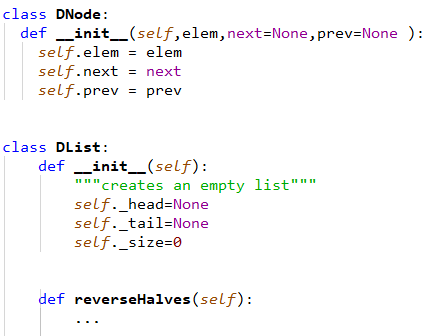 class DNode:
  def __init__(self,elem,next=None,prev=None ):
    self.elem = elem
    self.next = next
    self.prev = prev
class DList:
    def __init__(self):
        """creates an empty list"""
        self._head=None
        self._tail=None
        self._size=0
    def reverseHalves(self):
        ...